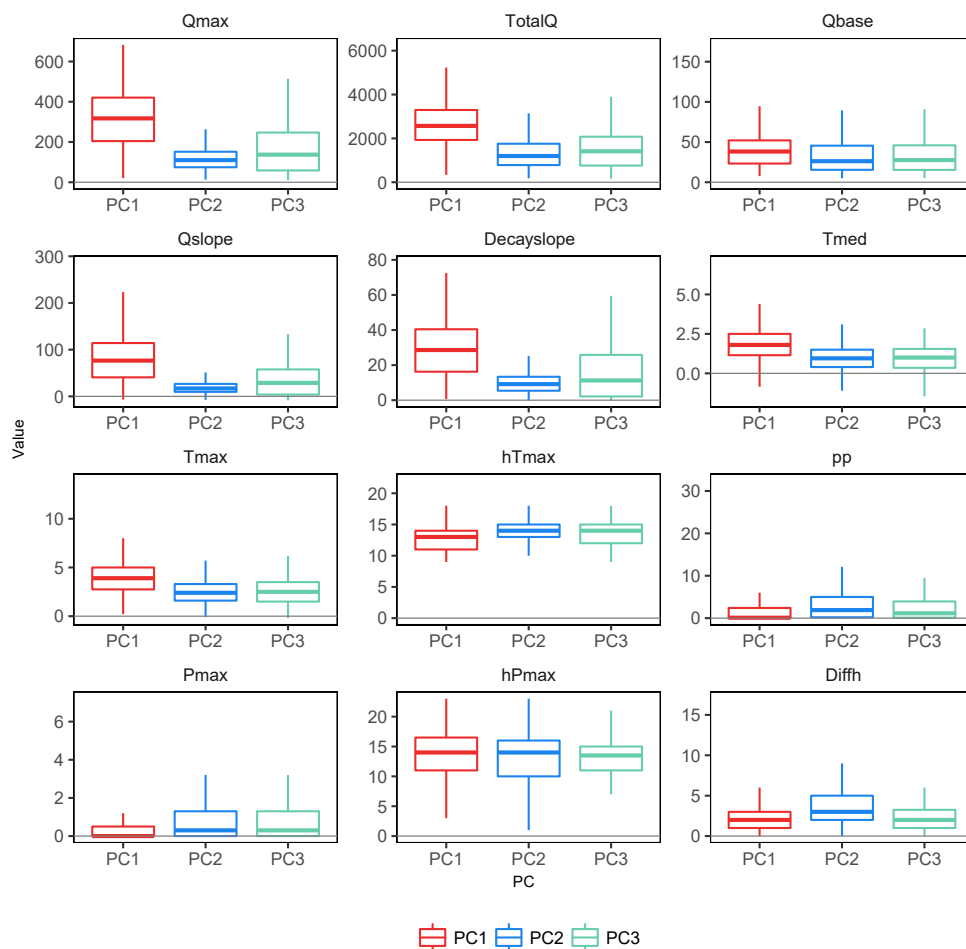 Qmax TotalQ Qbase
600 400 200 0
6000 4000 2000 0
150 100 50 0
PC1 PC2 PC3 PC1 PC2 PC3 PC1 PC2 PC3
Qslope Decayslope Tmed
300 200 100 0
80 60 40 20 0
5.0 2.5 0.0
PC1 PC2 PC3 PC1 PC2 PC3 PC1 PC2 PC3
Value
Tmax hTmax pp
10 5 0
20 15 10 5 0
30 20 10 0
PC1 PC2 PC3 PC1 PC2 PC3 PC1 PC2 PC3
Pmax hPmax Diffh
6 4 2 0
20 15 10 5 0
15 10 5 0
PC1 PC2 PC3 PC1 PC2 PC3 PC1 PC2 PC3
PC
PC1 PC2 PC3